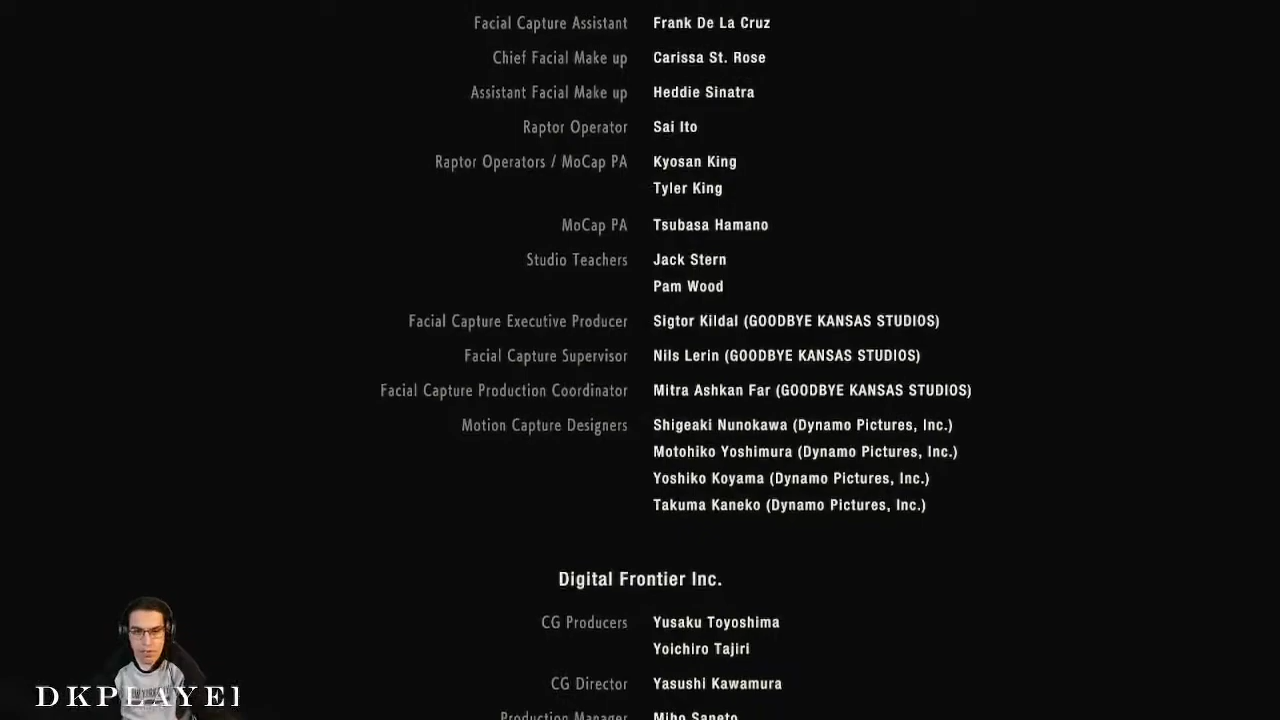 Facial Capture Assistant Frank De La Cruz
Chief Facial Make up Carissa St. Rose
Assistant Facial Make up Heddie Sinatra
Raptor Operator Sai Ito
Raptor Operators / MoCap PA Kyosan King
Tyler King
MoCap PA Tsubasa Hamano
Studio Teachers Jack Stern
Pam Wood
Facial Capture Executive Producer Sigtor Kildal (GOODBYE KANSAS STUDIOS)
Facial Capture Supervisor Nils Lerin (GOODBYE KANSAS STUDIOS)
Facial Capture Production Coordinator Mitra Ashkan Far (GOODBYE KANSAS STUDIOS)
Motion Capture Designers Shigeaki Nunokawa (Dynamo Pictures, Inc.)
Motohiko Yoshimura (Dynamo Pictures, Inc.)
Yoshiko Koyama (Dynamo Pictures, Inc.)
Takuma Kaneko (Dynamo Pictures, Inc.)
Digital Frontier Inc.
CG Producers Yusaku Toyoshima
Yoichiro Tajiri
CG Director Yasushi Kawamura
Production Manager Miho Saneto
DKPLAYE